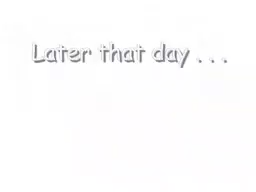 Later that day . . .